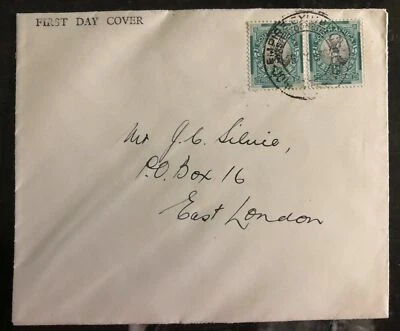 FIRST DAY COVER
Mr J. C. Silvie,
P.O. Box 16
East London